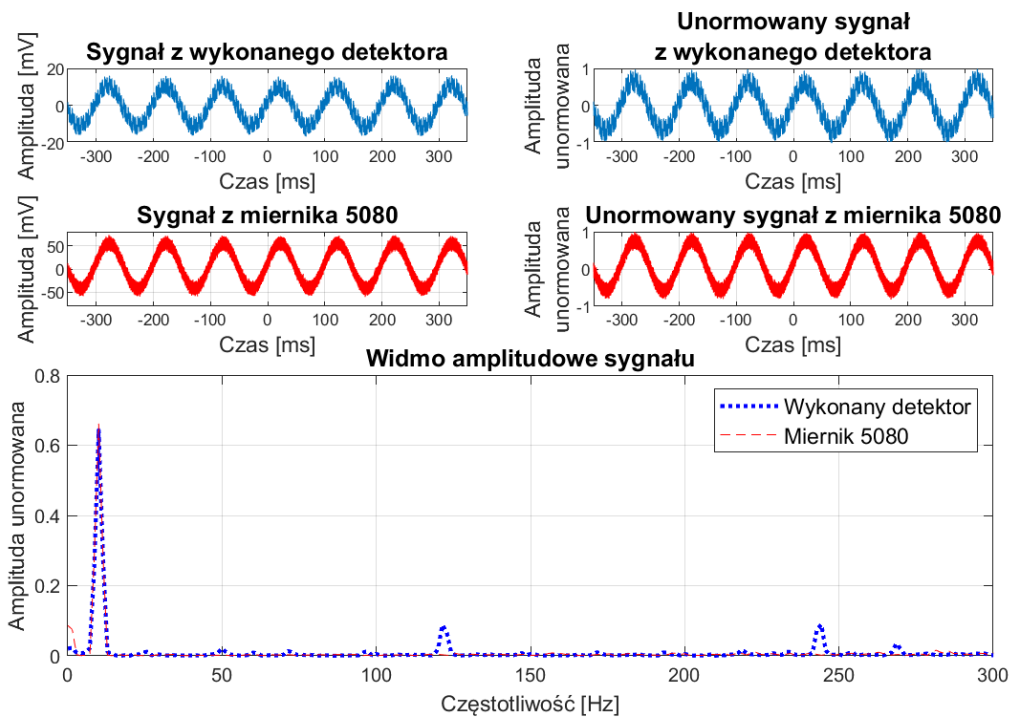 Sygnał z wykonanego detektora
Amplituda [mV]
20
0
-20
-300 -200 -100 0 100 200 300
Czas [ms]
Unormowany sygnał
z wykonanego detektora
Amplituda
unormowana
1
0
-1
-300 -200 -100 0 100 200 300
Czas [ms]
Sygnał z miernika 5080
Amplituda [mV]
50
0
-50
-300 -200 -100 0 100 200 300
Czas [ms]
Unormowany sygnał z miernika 5080
Amplituda
unormowana
1
0
-1
-300 -200 -100 0 100 200 300
Czas [ms]
Widmo amplitudowe sygnału
Amplituda unormowana
0.8
0.6
0.4
0.2
0
0 50 100 150 200 250 300
Częstotliwość [Hz]
Wykonany detektor
Miernik 5080